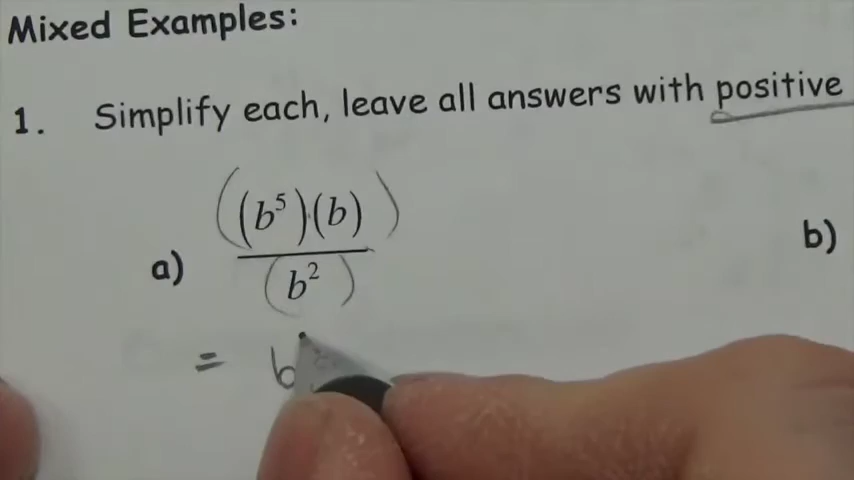 Mixed Examples:
1. Simplify each, leave all answers with positive
a) ((b⁵)(b)) / (b²)
b)
= b